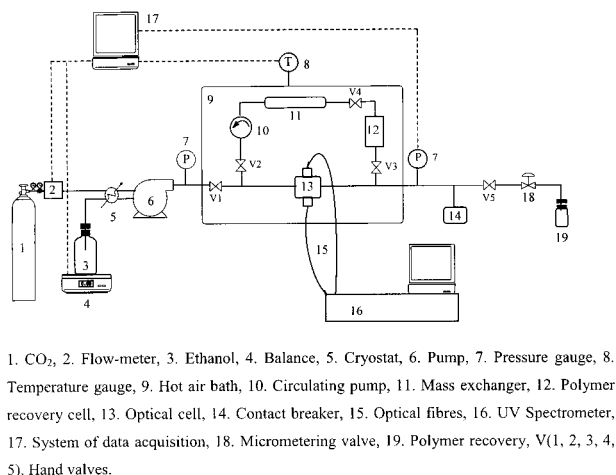 17
T
8
9
V4
11
7
P
10
12
7
P
V2
V3
2
13
V5
18
V1
5
6
14
1
3
15
19
4
16
1. CO₂, 2. Flow-meter, 3. Ethanol, 4. Balance, 5. Cryostat, 6. Pump, 7. Pressure gauge, 8.
Temperature gauge, 9. Hot air bath, 10. Circulating pump, 11. Mass exchanger, 12. Polymer
recovery cell, 13. Optical cell, 14. Contact breaker, 15. Optical fibres, 16. UV Spectrometer,
17. System of data acquisition, 18. Micrometering valve, 19. Polymer recovery, V(1, 2, 3, 4,
5). Hand valves.